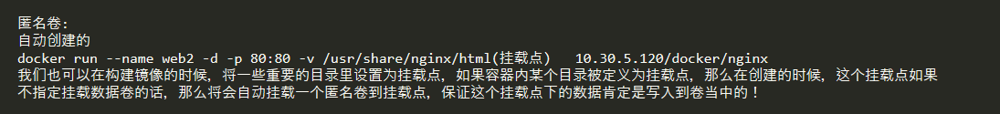 匿名卷:
自动创建的
docker run --name web2 -d -p 80:80 -v /usr/share/nginx/html(挂载点)   10.30.5.120/docker/nginx
我们也可以在构建镜像的时候, 将一些重要的目录里设置为挂载点, 如果容器内某个目录被定义为挂载点, 那么在创建的时候, 这个挂载点如果
不指定挂载数据卷的话, 那么将会自动挂载一个匿名卷到挂载点, 保证这个挂载点下的数据肯定是写入到卷当中的！